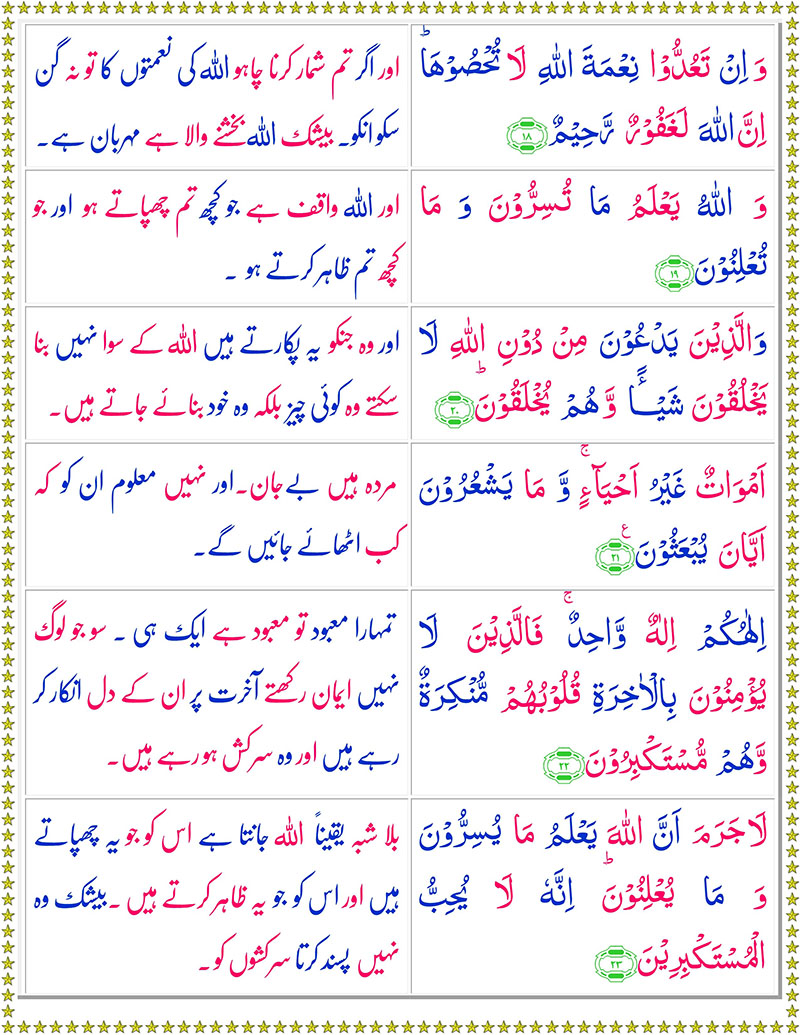 وَ اِنْ تَعُدُّوْا نِعْمَةَ اللّٰهِ لَا تُحْصُوْهَاؕ
اِنَّ اللّٰهَ لَغَفُوْرٌ رَّحِیْمٌ ﴿۱۸﴾
اور اگر تم شمار کرنا چاہو اللہ کی نعمتوں کا تو نہ گن
سکو انکو۔ بیشک اللہ بخشنے والا ہے مہربان ہے۔
وَ اللّٰهُ یَعْلَمُ مَا تُسِرُّوْنَ وَ مَا
تُعْلِنُوْنَ ﴿۱۹﴾
اور اللہ واقف ہے جو کچھ تم چھپاتے ہو اور جو
کچھ تم ظاہر کرتے ہو ۔
وَالَّذِیْنَ یَدْعُوْنَ مِنْ دُوْنِ اللّٰهِ لَا
یَخْلُقُوْنَ شَیْـــٴًـا وَّ هُمْ یُخْلَقُوْنَؕ ﴿۲۰﴾
اور وہ جنکو یہ پکارتے ہیں اللہ کے سوا نہیں بنا
سکتے وہ کوئی چیز بلکہ وہ خود بنائے جاتے ہیں۔
اَمْوَاتٌ غَیْرُ اَحْیَآءٍۚ وَّ مَا یَشْعُرُوْنَ
اَیَّانَ یُبْعَثُوْنَ ع ﴿۲۱﴾
مردہ ہیں بے جان۔اور نہیں معلوم ان کو کہ
کب اٹھائے جائیں گے۔
اِلٰهُكُمْ اِلٰهٌ وَّاحِدٌۚ فَالَّذِیْنَ لَا
یُؤْمِنُوْنَ بِالْاٰخِرَةِ قُلُوْبُهُمْ مُّنْكِرَةٌ
وَّهُمْ مُّسْتَكْبِرُوْنَ ﴿۲۲﴾
تمہارا معبود تو معبود ہے ایک ہی ۔ سو جو لوگ
نہیں ایمان رکھتے آخرت پر ان کے دل انکار کر
رہے ہیں اور وہ سرکش ہو رہے ہیں۔
لَاجَرَمَ اَنَّ اللّٰهَ یَعْلَمُ مَا یُسِرُّوْنَ
وَ مَا یُعْلِنُوْنَؕ اِنَّهٗ لَا یُحِبُّ
الْمُسْتَكْبِرِیْنَ ﴿۲۳﴾
بلا شبہ یقیناً اللہ جانتا ہے اس کو جو یہ چھپاتے
ہیں اور اس کو جو یہ ظاہر کرتے ہیں ۔بیشک وہ
نہیں پسند کرتا سرکشوں کو۔